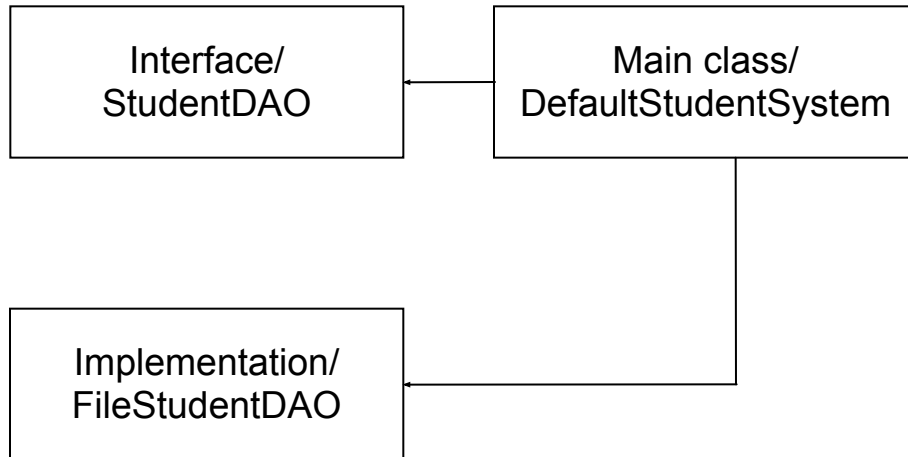 Interface/
StudentDAO
Main class/
DefaultStudentSystem
Implementation/
FileStudentDAO